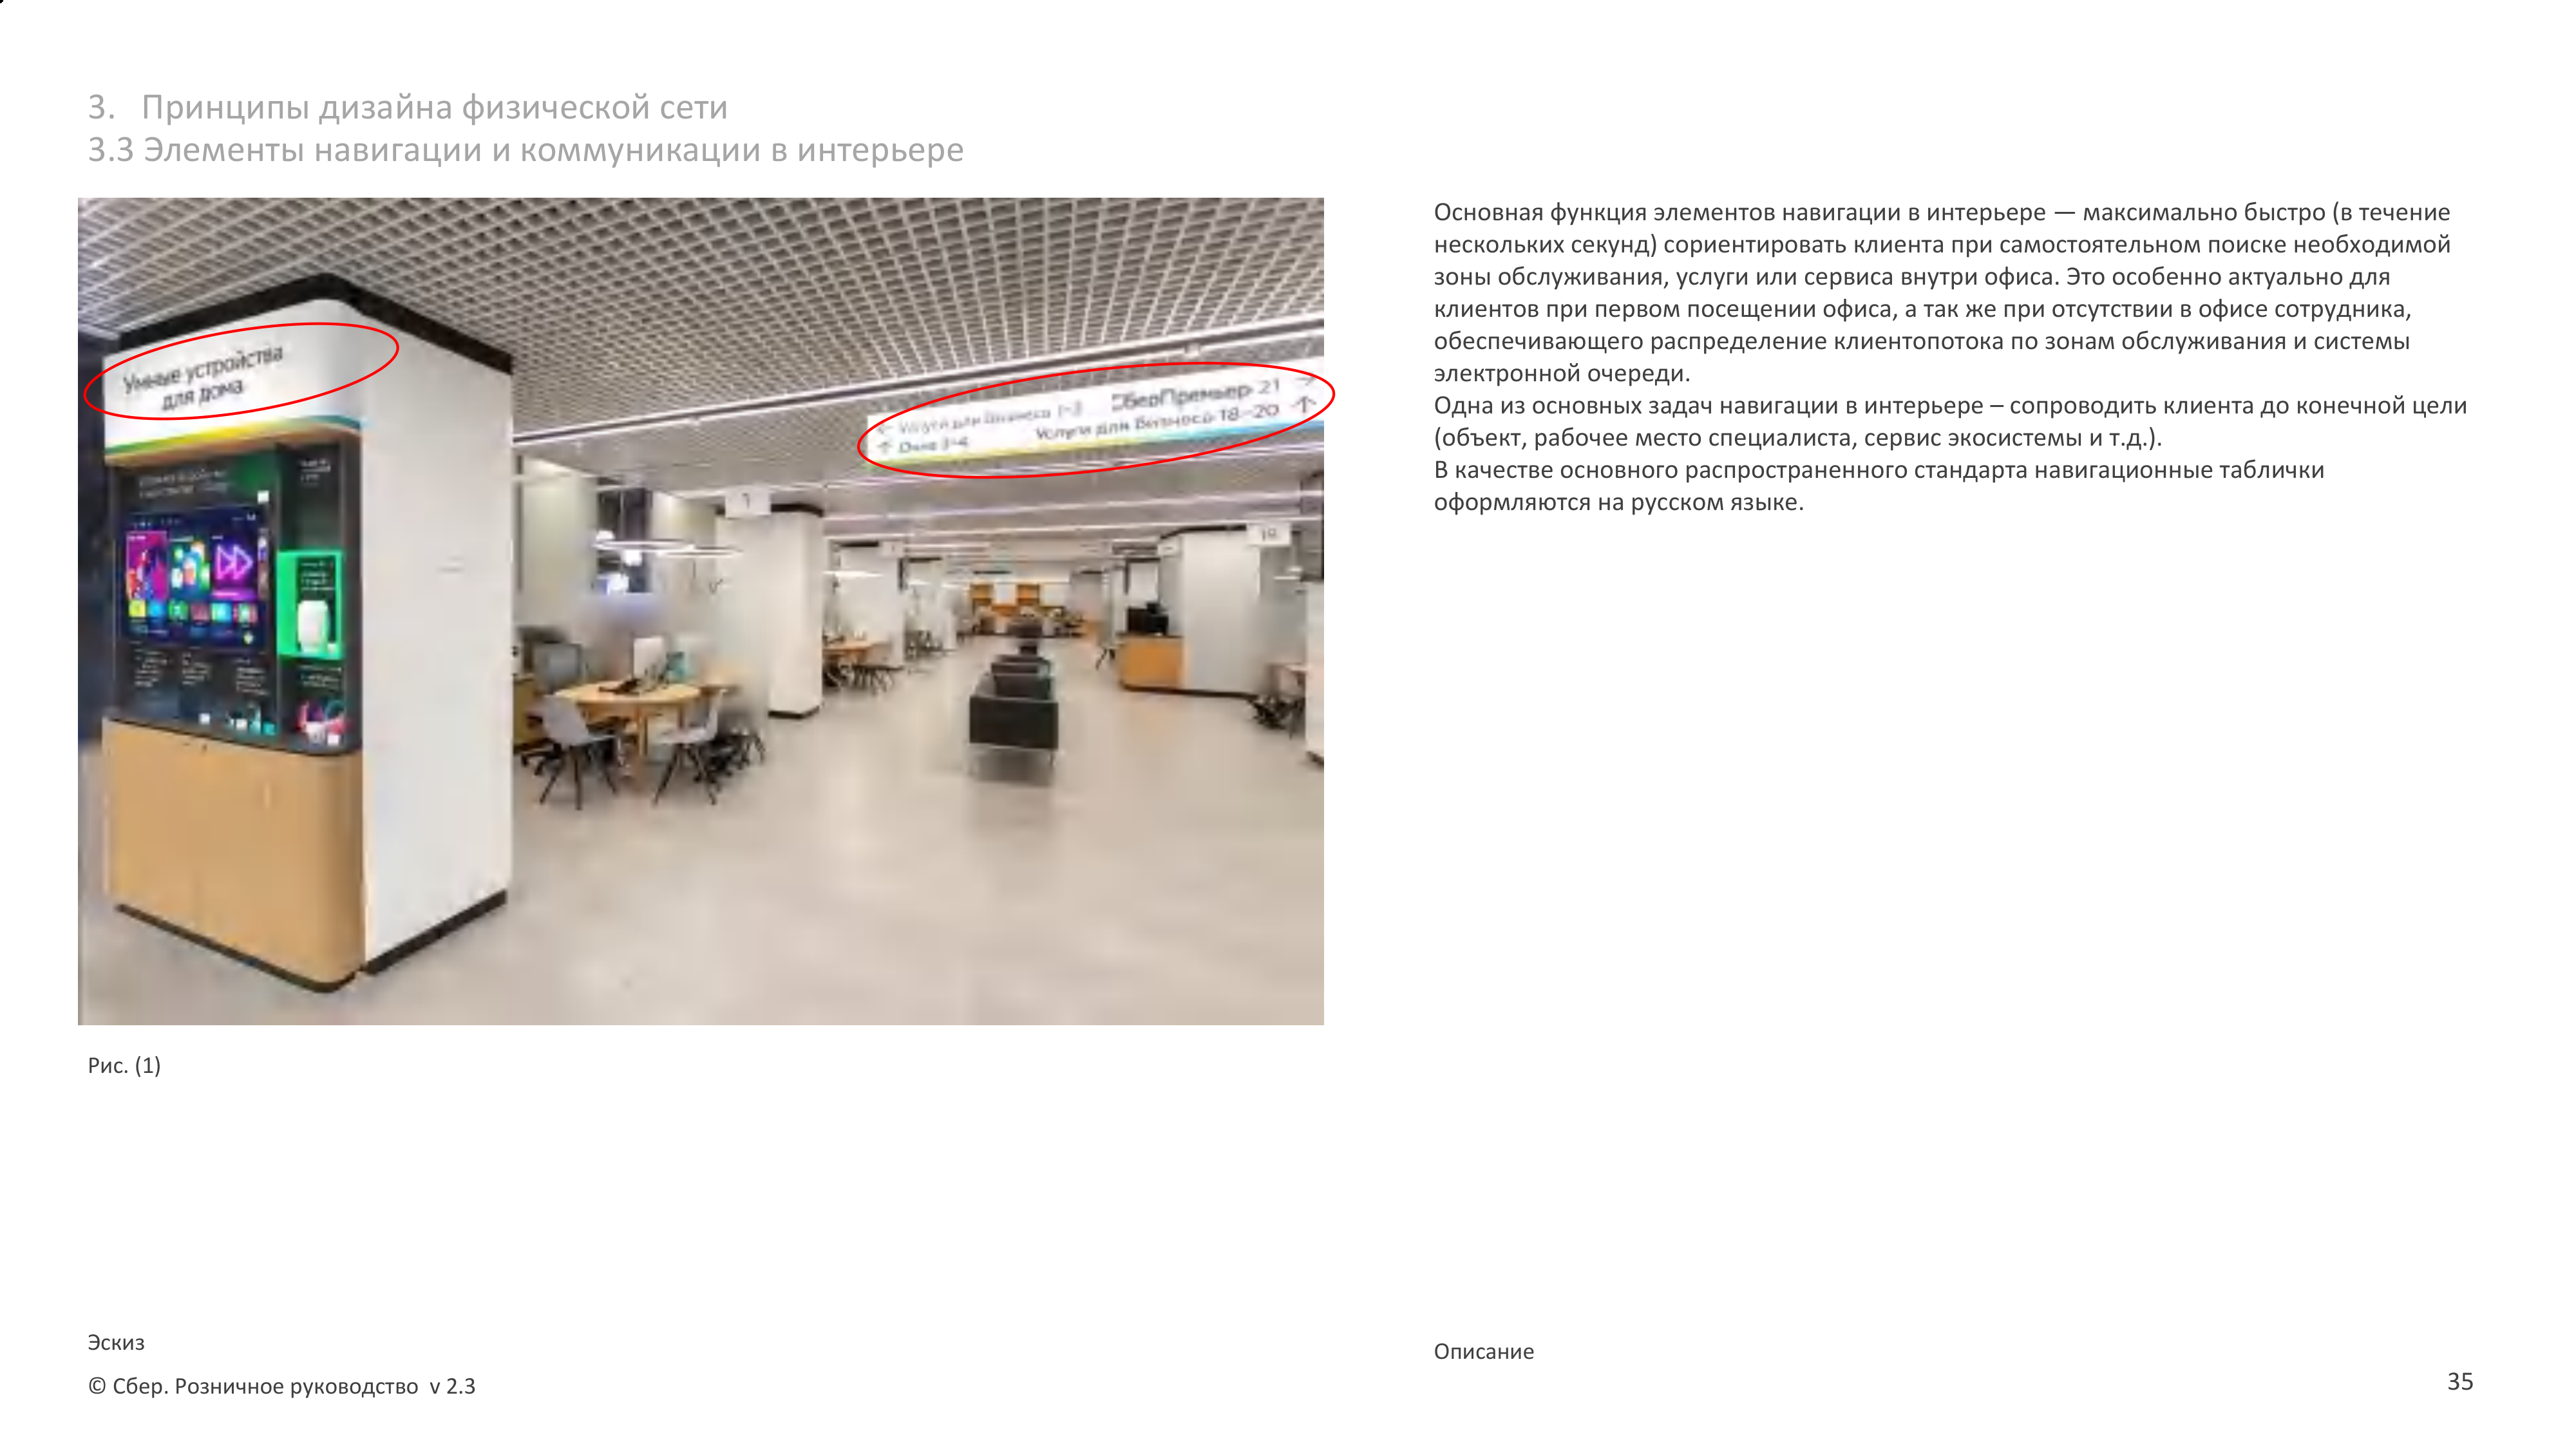 3. Принципы дизайна физической сети
3.3 Элементы навигации и коммуникации в интерьере
Умные устройства
для дома
Услуги для Бизнеса 1-3
СберПремьер 21
Окна 3-4
Услуги для Бизнеса 18-20
1
19
Рис. (1)
Основная функция элементов навигации в интерьере — максимально быстро (в течение
нескольких секунд) сориентировать клиента при самостоятельном поиске необходимой
зоны обслуживания, услуги или сервиса внутри офиса. Это особенно актуально для
клиентов при первом посещении офиса, а так же при отсутствии в офисе сотрудника,
обеспечивающего распределение клиентопотока по зонам обслуживания и системы
электронной очереди.
Одна из основных задач навигации в интерьере – сопроводить клиента до конечной цели
(объект, рабочее место специалиста, сервис экосистемы и т.д.).
В качестве основного распространенного стандарта навигационные таблички
оформляются на русском языке.
Эскиз
Описание
© Сбер. Розничное руководство v 2.3
35